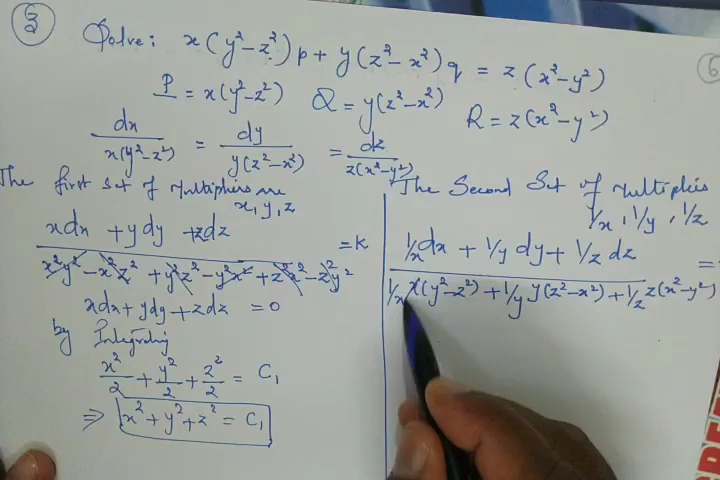 ③ Solve: x(y²-z²)p + y(z²-x²)q = z(x²-y²)
P = x(y²-z²) Q = y(z²-x²) R = z(x²-y²)
dx/x(y²-z²) = dy/y(z²-x²) = dz/z(x²-y²)
The first set of multipliers are
x, y, z
xdx + ydy + zdz
x²y² - x²z² + y²z² - y²x² + z²x² - z²y²
= k
xdx + ydy + zdz = 0
by Integrating
x²/2 + y²/2 + z²/2 = C₁
⇒ x² + y² + z² = C₁
The Second Set of multipliers
1/x, 1/y, 1/z
1/x dx + 1/y dy + 1/z dz
=
1/x x(y²-z²) + 1/y y(z²-x²) + 1/z z(x²-y²)